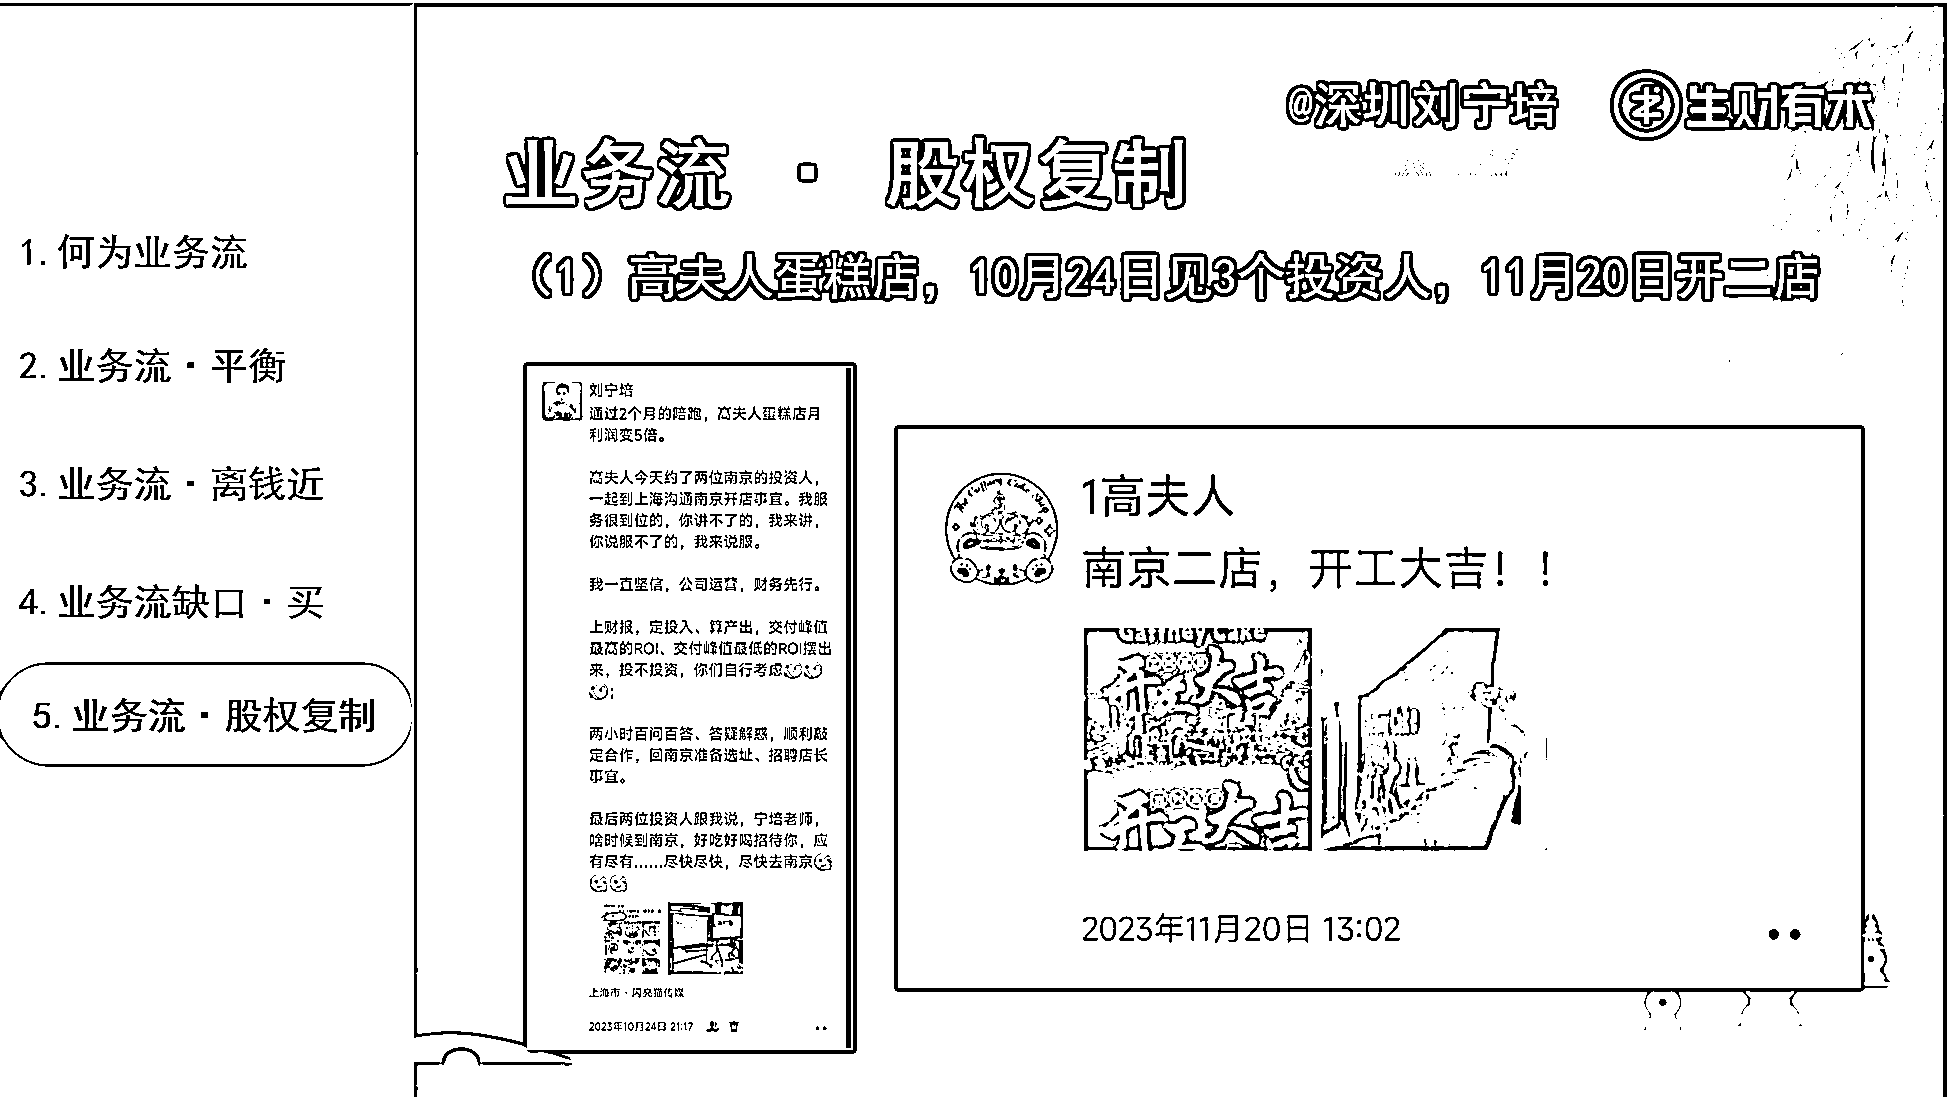 @深圳刘宁培 生财有术
业务流 · 股权复制
（1）高夫人蛋糕店，10月24日见3个投资人，11月20日开二店
1.何为业务流
2.业务流·平衡
3.业务流·离钱近
4.业务流缺口·买
5.业务流·股权复制
刘宁培
通过2个月的陪跑，高夫人蛋糕店月
利润变5倍。
高夫人今天约了两位南京的投资人，
一起到上海沟通南京开店事宜。我服
务很到位的，你讲不了的，我来讲，
你说服不了的，我来说服。
我一直坚信，公司运营，财务先行。
上财报，定投入、算产出，交付峰值
最高的ROI、交付峰值最低的ROI摆出
来，投不投资，你们自行考虑
两小时百问百答、答疑解惑，顺利敲
定合作，回南京准备选址、招聘店长
事宜。
最后两位投资人跟我说，宁培老师，
啥时候到南京，好吃好喝招待你，应
有尽有......尽快尽快，尽快去南京
上海市·闪亮猫传媒
2023年10月24日 21:17
1高夫人
南京二店，开工大吉！！
开工大吉
开工大吉
2023年11月20日 13:02